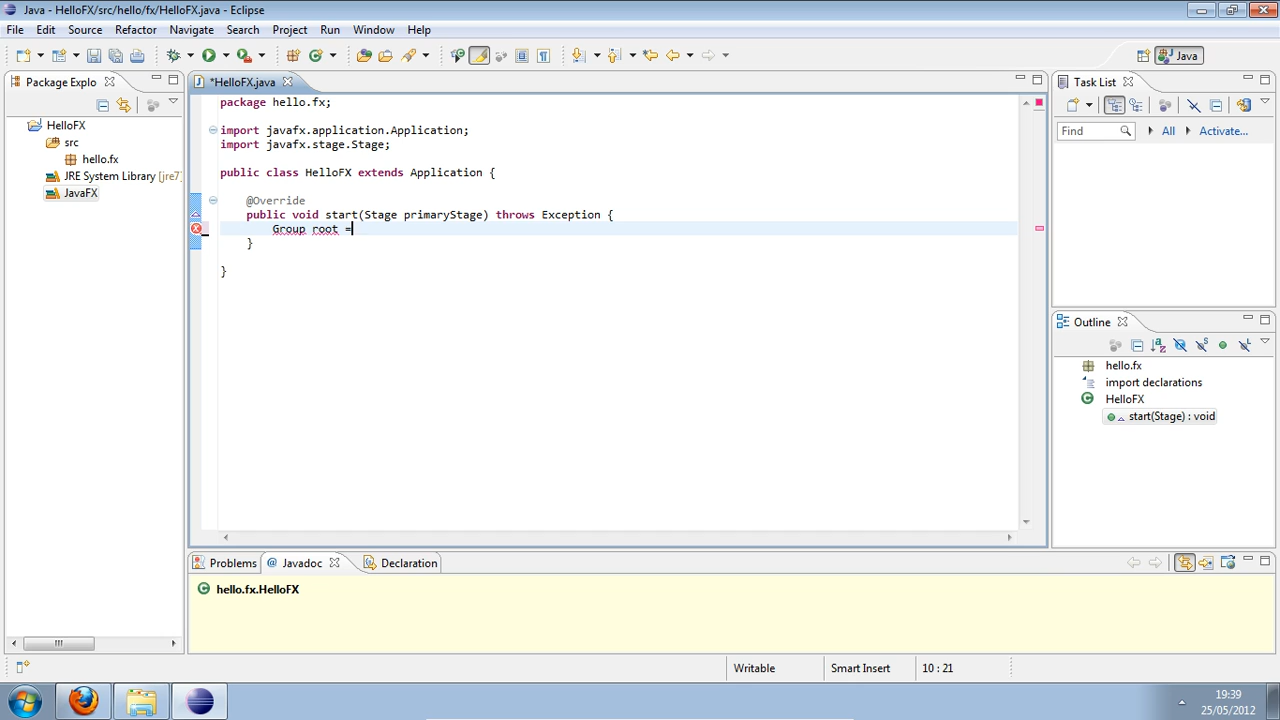 Java - HelloFX/src/hello/fx/HelloFX.java - Eclipse
File Edit Source Refactor Navigate Search Project Run Window Help
Java
Package Explo
HelloFX
src
hello.fx
JRE System Library [jre7]
JavaFX
*HelloFX.java
package hello.fx;
import javafx.application.Application;
import javafx.stage.Stage;
public class HelloFX extends Application {
@Override
public void start(Stage primaryStage) throws Exception {
Group root =
}
}
Task List
Find All Activate...
Outline
hello.fx
import declarations
HelloFX
start(Stage) : void
Problems @ Javadoc Declaration
hello.fx.HelloFX
Writable Smart Insert 10 : 21
19:39
25/05/2012